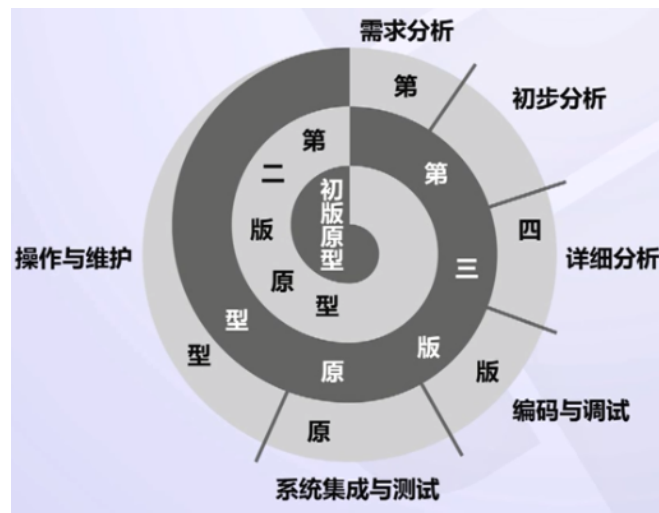 需求分析
初步分析
详细分析
编码与调试
系统集成与测试
操作与维护
初版原型
第二版原型
第三版原型
第四版原型